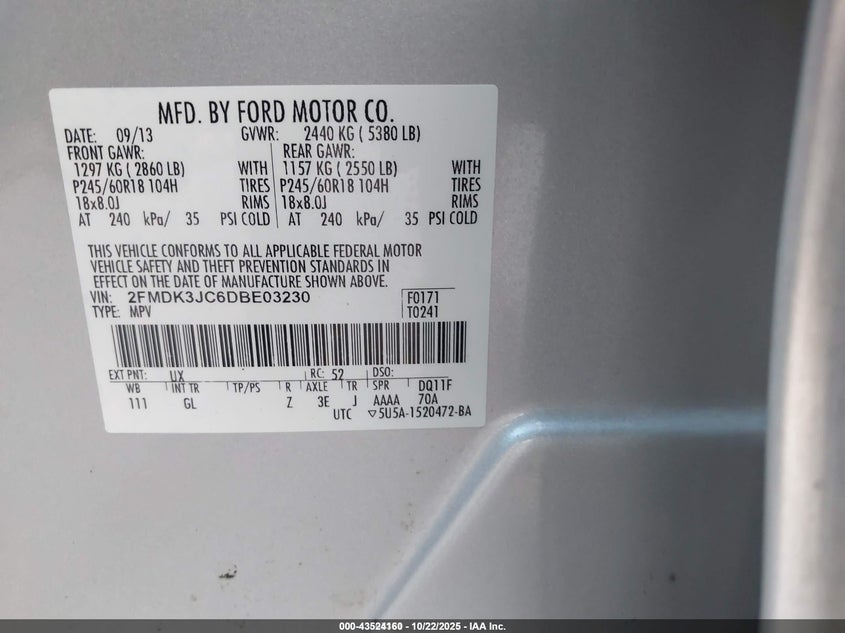 MFD. BY FORD MOTOR CO.
DATE: 09/13 GVWR: 2440 KG ( 5380 LB)
FRONT GAWR: REAR GAWR:
1297 KG ( 2860 LB) WITH 1157 KG ( 2550 LB) WITH
P245/60R18 104H TIRES P245/60R18 104H TIRES
18x8.0J RIMS 18x8.0J RIMS
AT 240 kPa/ 35 PSI COLD AT 240 kPa/ 35 PSI COLD
THIS VEHICLE CONFORMS TO ALL APPLICABLE FEDERAL MOTOR
VEHICLE SAFETY AND THEFT PREVENTION STANDARDS IN
EFFECT ON THE DATE OF MANUFACTURE SHOWN ABOVE.
VIN: 2FMDK3JC6DBE03230 F0171
TYPE: MPV T0241
EXT PNT: UX RC: 52 DSO:
WB INT TR TP/PS R AXLE TR SPR DQ11F
111 GL Z 3E J AAAA 70A
UTC ▽5U5A-1520472-BA
000-43524160 - 10/22/2025 - IAA Inc.